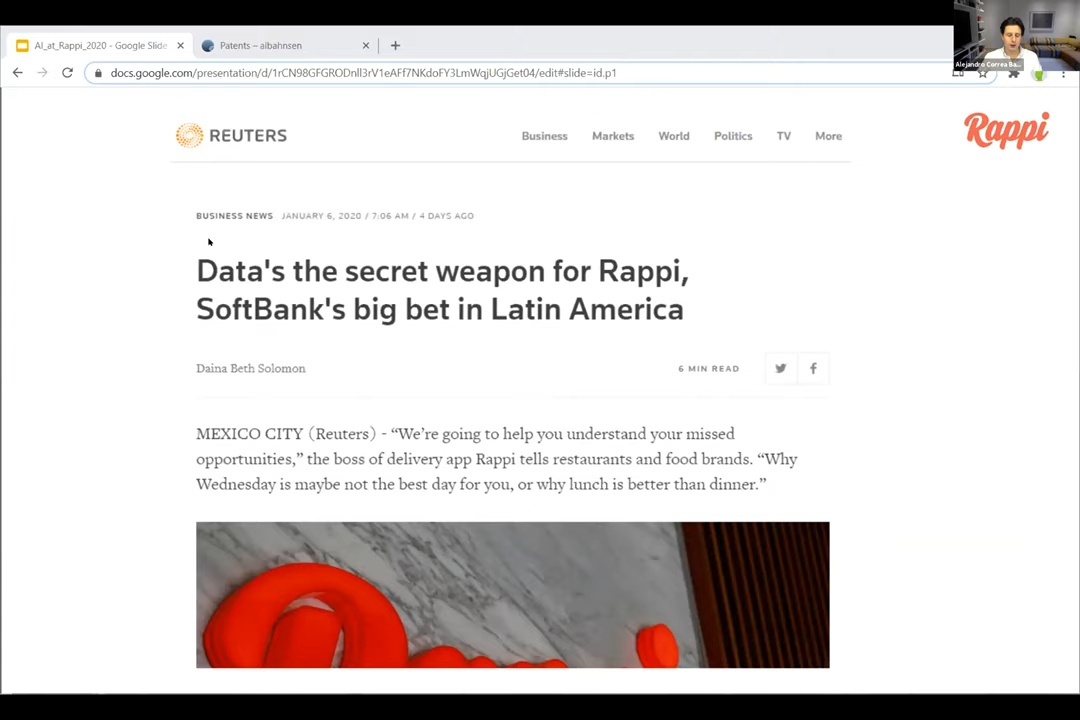 AI_at_Rappi_2020 - Google Slide
Patents – albahnsen
docs.google.com/presentation/d/1rCN98GFGRODnll3rV1eAFf7NKdoFY3LmWqjUGjGet04/edit#slide=id.p1
Alejandro Correa Ba...
REUTERS
Business Markets World Politics TV More
Rappi
BUSINESS NEWS JANUARY 6, 2020 / 7:06 AM / 4 DAYS AGO
Data's the secret weapon for Rappi,
SoftBank's big bet in Latin America
Daina Beth Solomon
6 MIN READ
MEXICO CITY (Reuters) - “We’re going to help you understand your missed
opportunities,” the boss of delivery app Rappi tells restaurants and food brands. “Why
Wednesday is maybe not the best day for you, or why lunch is better than dinner.”